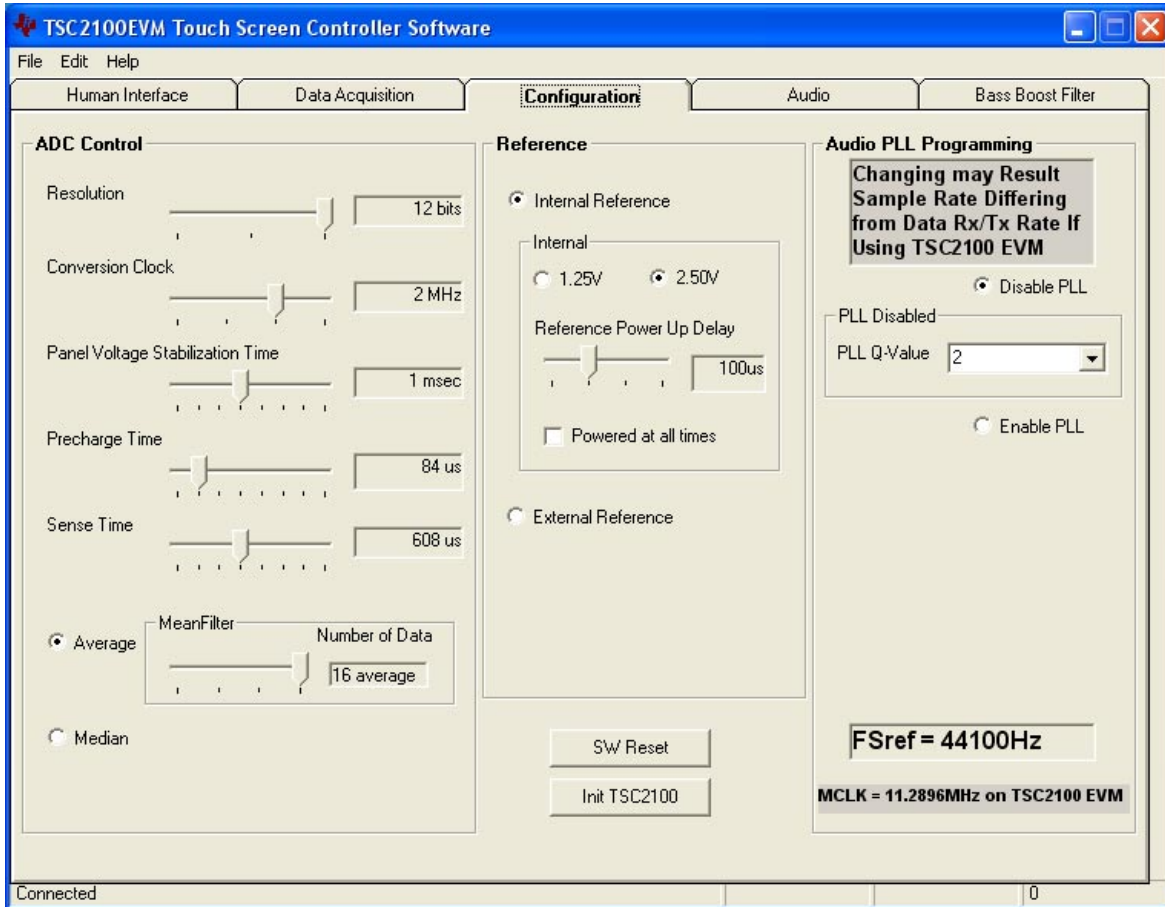 TSC2100EVM Touch Screen Controller Software
File Edit Help
Human Interface
Data Acquisition
Configuration
Audio
Bass Boost Filter
ADC Control
Resolution
12 bits
Conversion Clock
2 MHz
Panel Voltage Stabilization Time
1 msec
Precharge Time
84 us
Sense Time
608 us
Average
MeanFilter
Number of Data
16 average
Median
Reference
Internal Reference
Internal
1.25V
2.50V
Reference Power Up Delay
100us
Powered at all times
External Reference
SW Reset
Init TSC2100
Audio PLL Programming
Changing may Result
Sample Rate Differing
from Data Rx/Tx Rate If
Using TSC2100 EVM
Disable PLL
PLL Disabled
PLL Q-Value
2
Enable PLL
FSref = 44100Hz
MCLK = 11.2896MHz on TSC2100 EVM
Connected
0